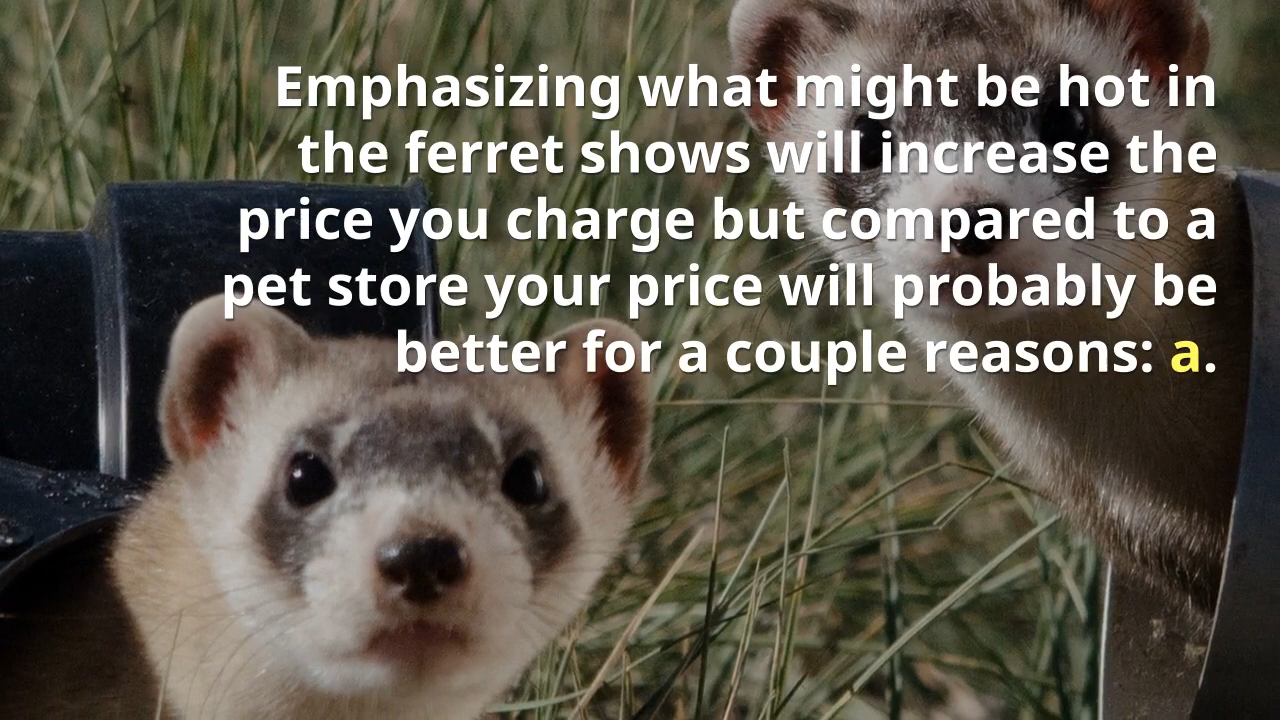 Emphasizing what might be hot in
the ferret shows will increase the
price you charge but compared to a
pet store your price will probably be
better for a couple reasons: a.